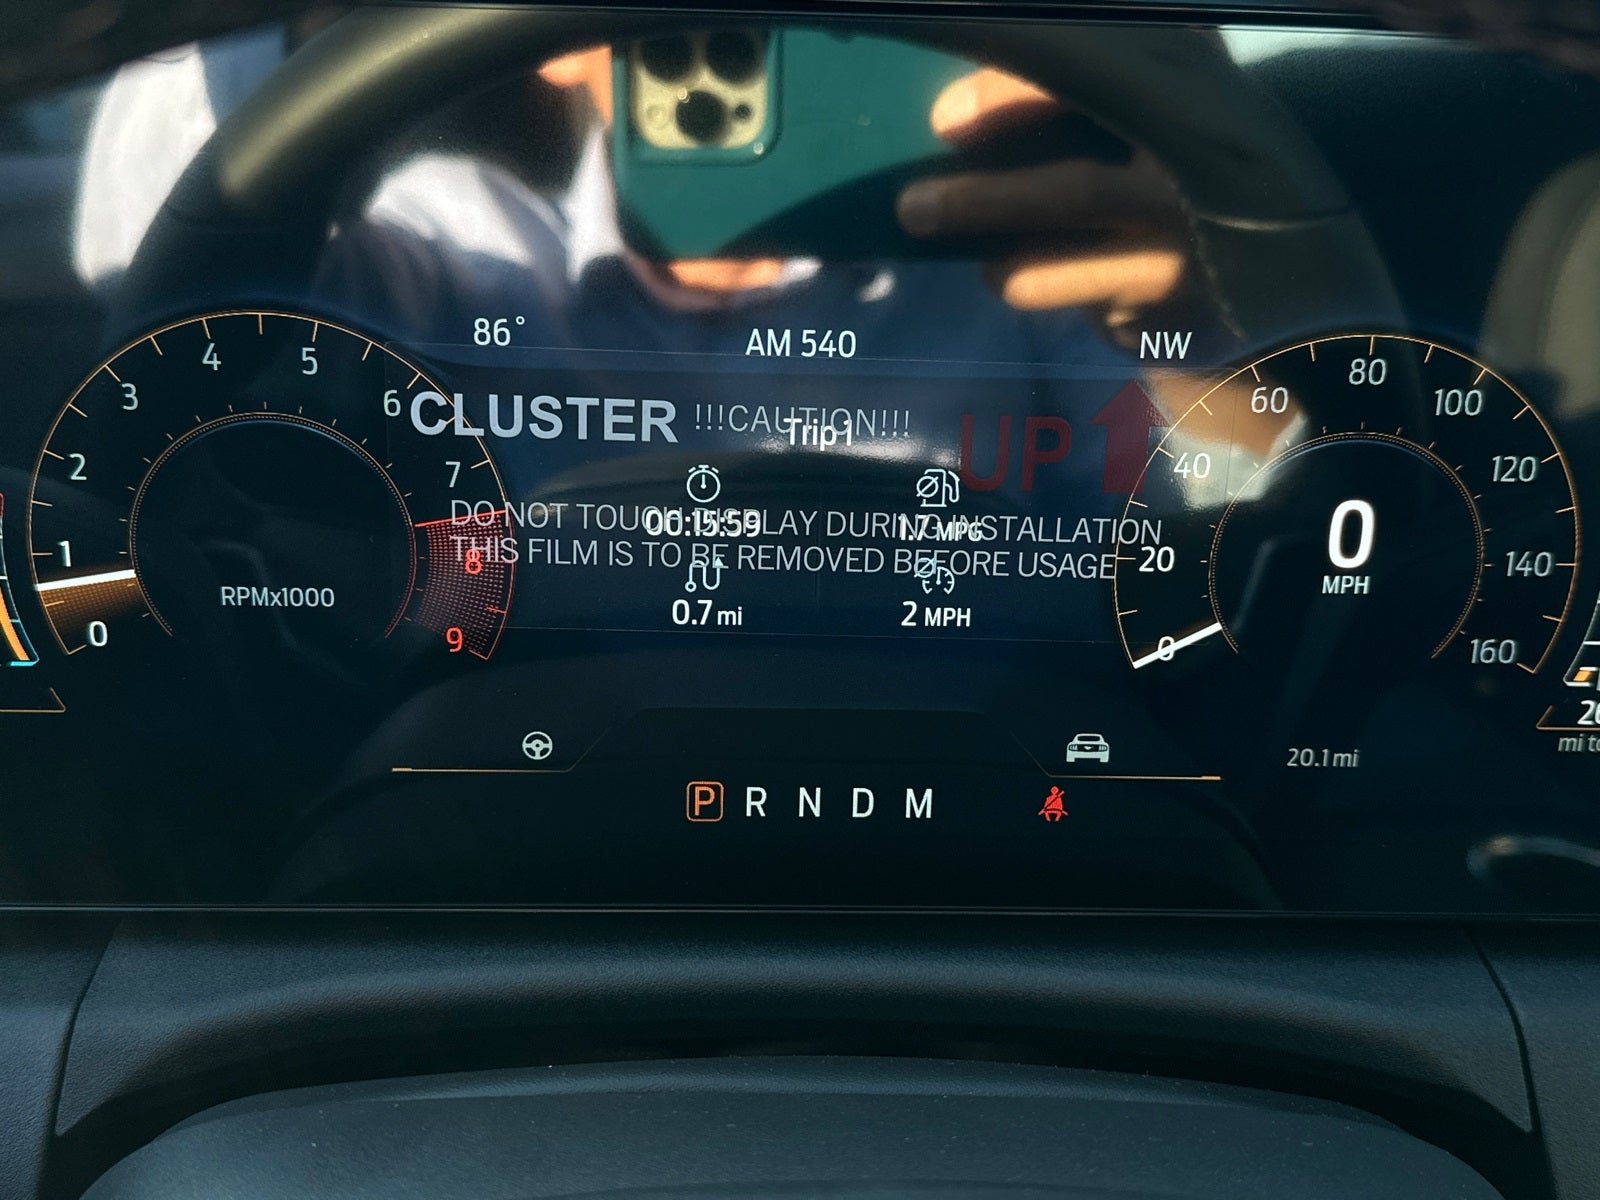 86° AM 540 NW
CLUSTER !!!CAUTION!!! UP
Trip 1
DO NOT TOUCH DISPLAY DURING INSTALLATION
00:15:59 1.7 MPG
THIS FILM IS TO BE REMOVED BEFORE USAGE
0.7 mi 2 MPH
0 1 2 3 4 5 6 7 8 9
RPMx1000
0 20 40 60 80 100 120 140 160
0
MPH
20.1 mi
P R N D M